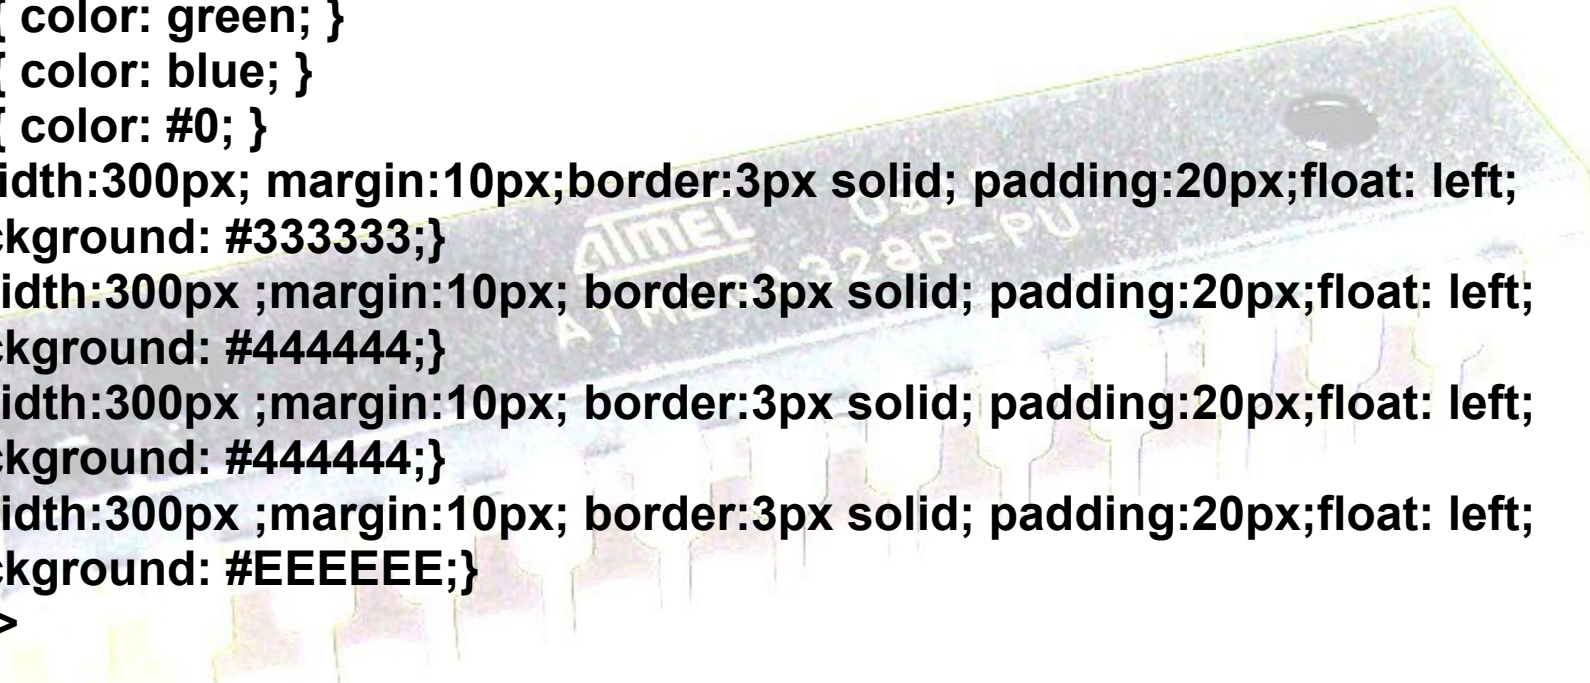 { color: green; }
{ color: blue; }
{ color: #0; }
idth:300px; margin:10px;border:3px solid; padding:20px;float: left;
ckground: #333333;}
idth:300px ;margin:10px; border:3px solid; padding:20px;float: left;
ckground: #444444;}
idth:300px ;margin:10px; border:3px solid; padding:20px;float: left;
ckground: #444444;}
idth:300px ;margin:10px; border:3px solid; padding:20px;float: left;
ckground: #EEEEEE;}
>
ATMEL
328P-PU